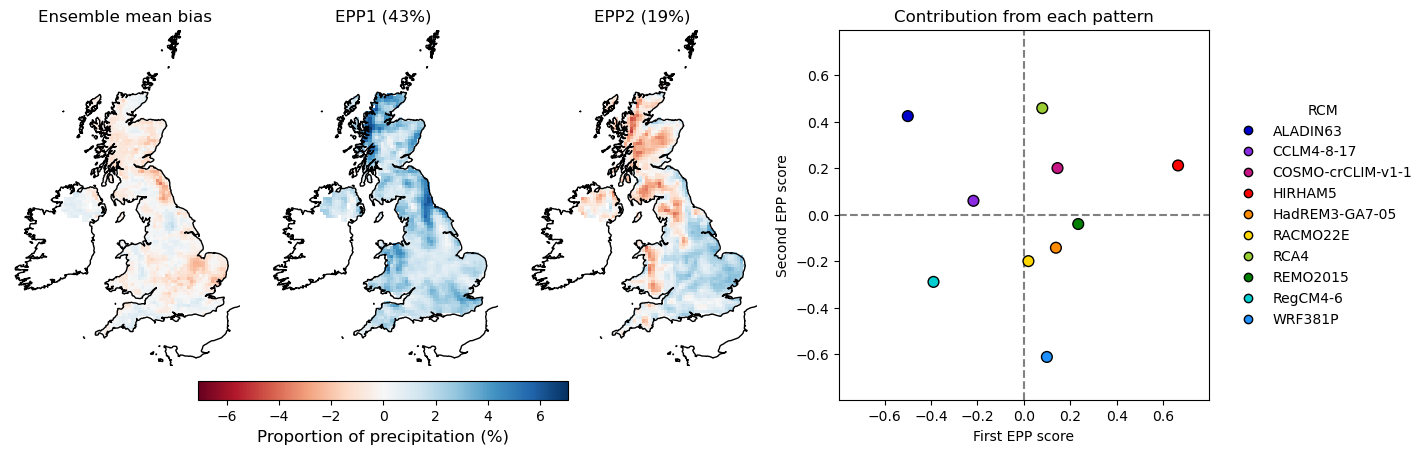 Ensemble mean bias
EPP1 (43%)
EPP2 (19%)
−6 −4 −2 0 2 4 6
Proportion of precipitation (%)
Contribution from each pattern
Second EPP score
0.6
0.4
0.2
0.0
−0.2
−0.4
−0.6
−0.6 −0.4 −0.2 0.0 0.2 0.4 0.6
First EPP score
RCM
ALADIN63
CCLM4-8-17
COSMO-crCLIM-v1-1
HIRHAM5
HadREM3-GA7-05
RACMO22E
RCA4
REMO2015
RegCM4-6
WRF381P